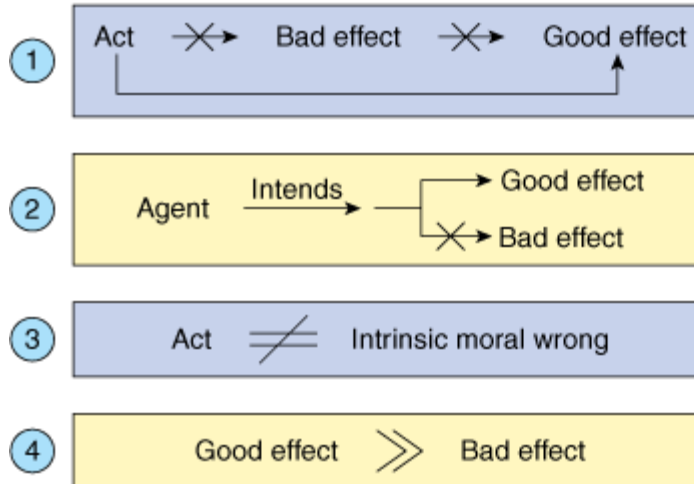 1 Act Bad effect Good effect
Intends Good effect
2 Agent
Bad effect
3 Act Intrinsic moral wrong
4 Good effect Bad effect